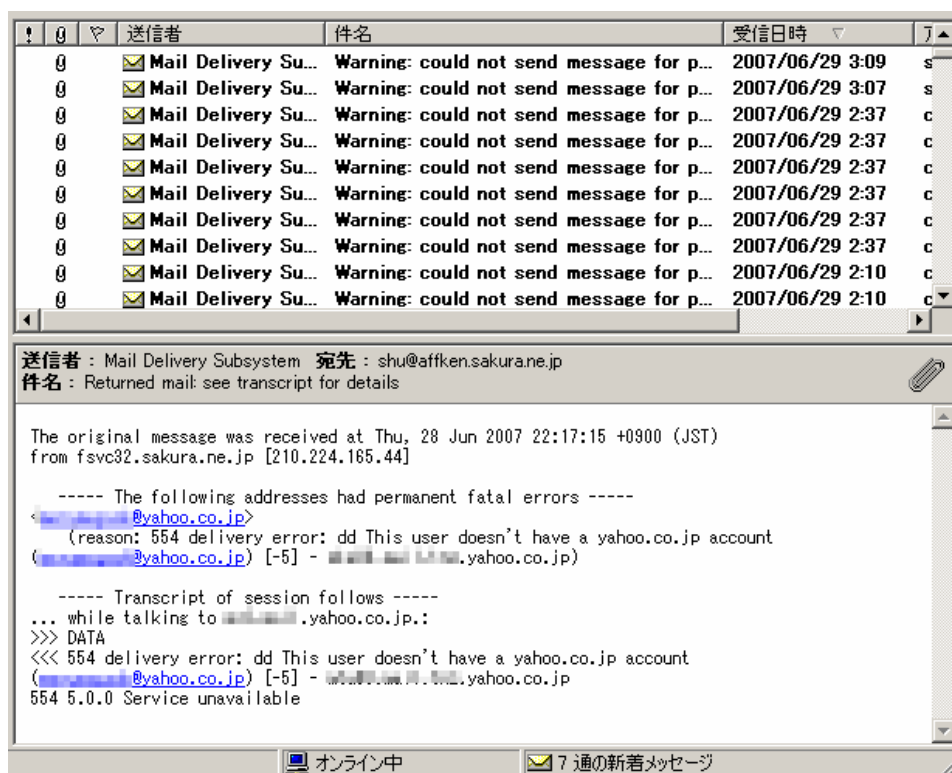 ! 送信者 件名 受信日時
Mail Delivery Su... Warning: could not send message for p... 2007/06/29 3:09 s
Mail Delivery Su... Warning: could not send message for p... 2007/06/29 3:07 s
Mail Delivery Su... Warning: could not send message for p... 2007/06/29 2:37 c
Mail Delivery Su... Warning: could not send message for p... 2007/06/29 2:37 c
Mail Delivery Su... Warning: could not send message for p... 2007/06/29 2:37 c
Mail Delivery Su... Warning: could not send message for p... 2007/06/29 2:37 c
Mail Delivery Su... Warning: could not send message for p... 2007/06/29 2:37 c
Mail Delivery Su... Warning: could not send message for p... 2007/06/29 2:37 c
Mail Delivery Su... Warning: could not send message for p... 2007/06/29 2:10 c
Mail Delivery Su... Warning: could not send message for p... 2007/06/29 2:10 c
送信者： Mail Delivery Subsystem 宛先： shu@affken.sakura.ne.jp
件名： Returned mail: see transcript for details
The original message was received at Thu, 28 Jun 2007 22:17:15 +0900 (JST)
from fsvc32.sakura.ne.jp [210.224.165.44]
----- The following addresses had permanent fatal errors -----
<@yahoo.co.jp>
(reason: 554 delivery error: dd This user doesn't have a yahoo.co.jp account
(@yahoo.co.jp) [-5] - .yahoo.co.jp)
----- Transcript of session follows -----
... while talking to .yahoo.co.jp.:
>>> DATA
<<< 554 delivery error: dd This user doesn't have a yahoo.co.jp account
(@yahoo.co.jp) [-5] - .yahoo.co.jp
554 5.0.0 Service unavailable
オンライン中 7 通の新着メッセージ